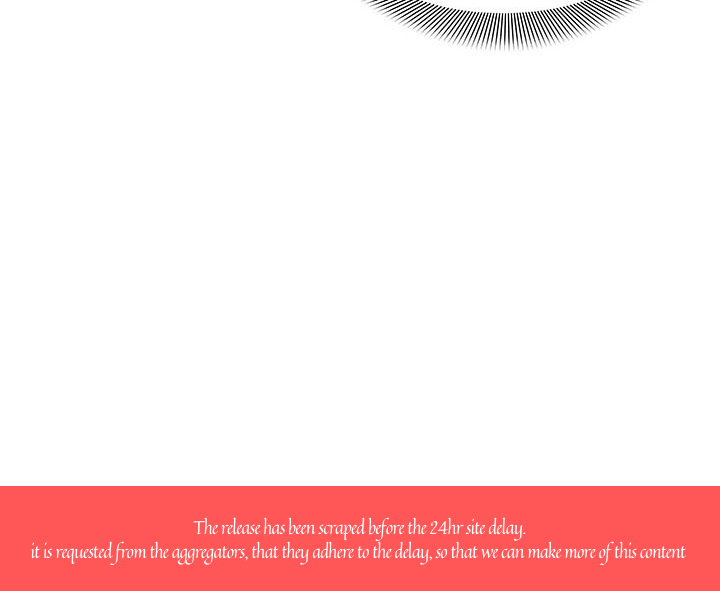 The release has been scraped before the 24hr site delay.
it is requested from the aggregators, that they adhere to the delay, so that we can make more of this content